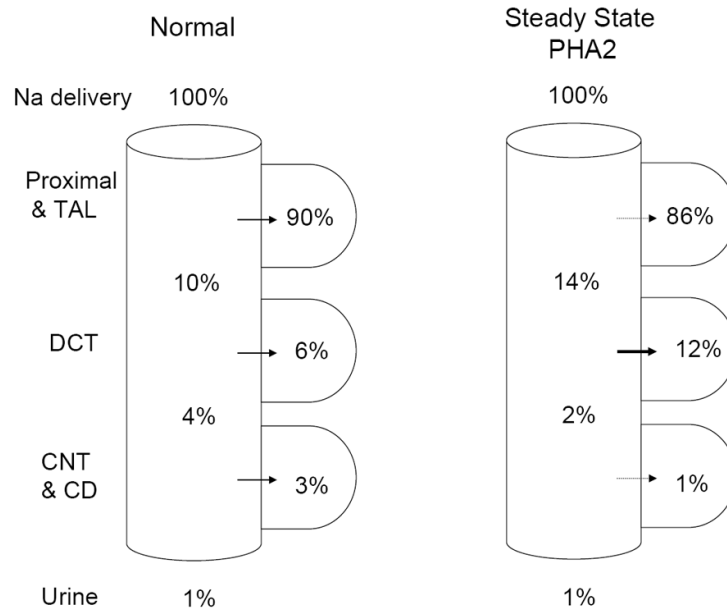 Normal
Steady State
PHA2
Na delivery 100% 100%
Proximal
& TAL
90% 86%
10% 14%
DCT 6% 12%
4% 2%
CNT
& CD
3% 1%
Urine 1% 1%